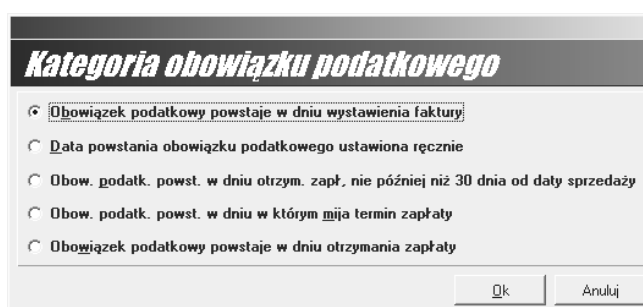 Kategoria obowiązku podatkowego
Obowiązek podatkowy powstaje w dniu wystawienia faktury
Data powstania obowiązku podatkowego ustawiona ręcznie
Obow. podatk. powst. w dniu otrzym. zapł, nie później niż 30 dnia od daty sprzedaży
Obow. podatk. powst. w dniu w którym mija termin zapłaty
Obowiązek podatkowy powstaje w dniu otrzymania zapłaty
Ok Anuluj